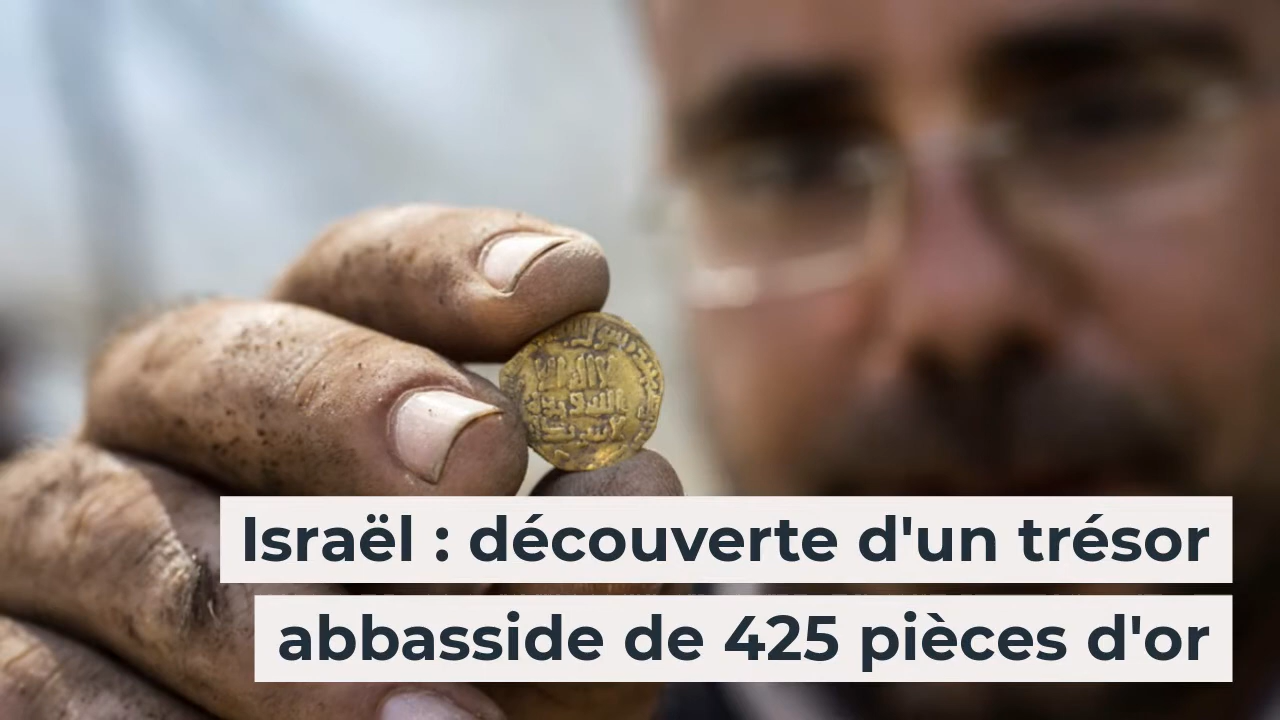 Israël : découverte d'un trésor
abbasside de 425 pièces d'or